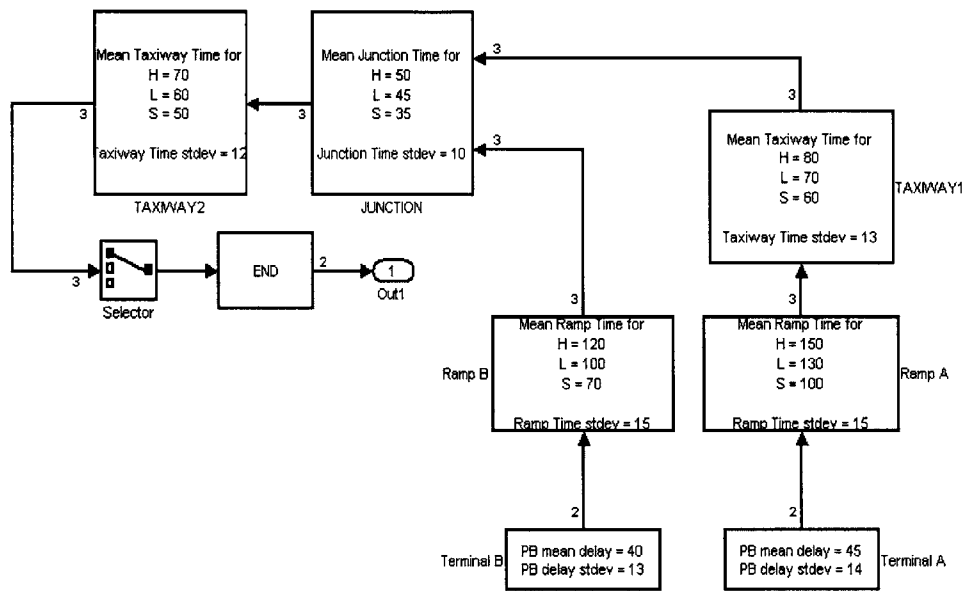 Mean Taxiway Time for
H = 70
L = 60
S = 50
Taxiway Time stdev = 12
TAXIWAY2
3
Mean Junction Time for
H = 50
L = 45
S = 35
Junction Time stdev = 10
JUNCTION
3
3
3
3
Mean Taxiway Time for
H = 80
L = 70
S = 60
Taxiway Time stdev = 13
TAXIWAY1
3
Selector
END
2
1
Out1
3
3
Mean Ramp Time for
H = 120
L = 100
S = 70
Ramp Time stdev = 15
Ramp B
Mean Ramp Time for
H = 150
L = 130
S = 100
Ramp Time stdev = 15
Ramp A
2
2
Terminal B
PB mean delay = 40
PB delay stdev = 13
PB mean delay = 45
PB delay stdev = 14
Terminal A